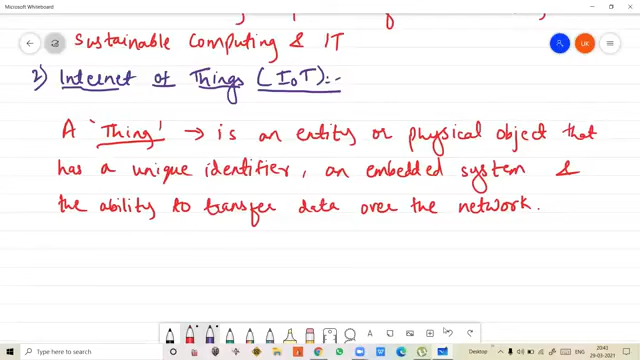 Microsoft Whiteboard
Sustainable Computing & IT
UK
2) Internet of Things (IoT):-
A 'Thing' → is an entity or physical object that
has a unique identifier, an embedded system &
the ability to transfer data over the network.
Type here to search
Desktop
ENG
20:41
29-03-2021